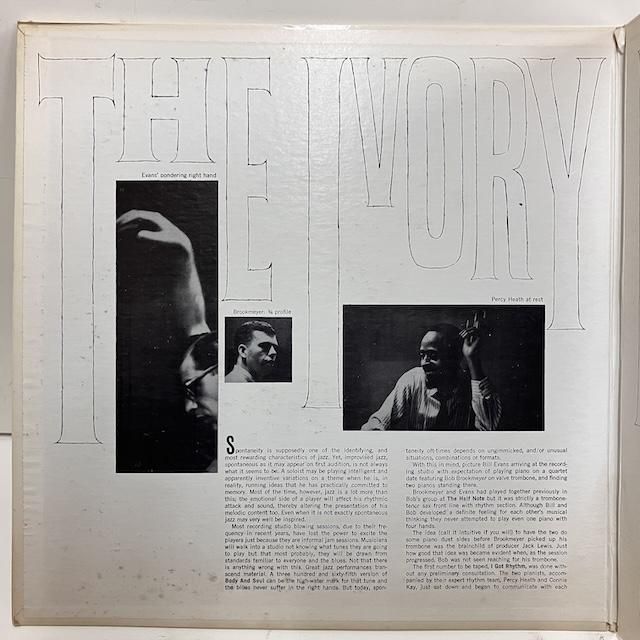 THE IVORY
Evans' pondering right hand
Brookmeyer: ¾ profile
Percy Heath at rest
Spontaneity is supposedly one of the identifying, and
most rewarding characteristics of jazz. Yet, improvised jazz,
spontaneous as it may appear on first audition, is not always
what it seems to be. A soloist may be playing intelligent and
apparently inventive variations on a theme when he is, in
reality, running ideas that he has practically committed to
memory. Most of the time, however, jazz is a lot more than
this; the emotional side of a player will affect his rhythmic
attack and sound, thereby altering the presentation of his
melodic content too. Even when it is not exactly spontaneous
jazz may very well be inspired.
Most recording studio blowing sessions, due to their fre-
quency in recent years, have lost the power to excite the
players just because they are informal jam sessions. Musicians
will walk into a studio not knowing what tunes they are going
to play but that most probably, they will be drawn from
standards familiar to everyone and the blues. Not that there
is anything wrong with this. Great jazz performances tran-
scend material. A three hundred and sixty-fifth version of
Body And Soul can be the high-water mark for that tune and
the blues never suffer in the right hands. But today, spon-
taneity oft-times depends on ungimmicked, and/or unusual
situations, combinations or formats.
With this in mind, picture Bill Evans arriving at the record-
ing studio with expectation of playing piano on a quartet
date featuring Bob Brookmeyer on valve trombone, and finding
two pianos standing there.
Brookmeyer and Evans had played together previously in
Bob's group at The Half Note but it was strictly a trombone-
tenor sax front line with rhythm section. Although Bill and
Bob developed a definite feeling for each other's musical
thinking they never attempted to play even one piano with
four hands.
The idea (call it intuitive if you will) to have the two do
some piano duet sides before Brookmeyer picked up his
trombone was the brainchild of producer Jack Lewis. Just
how good that idea was became evident when, as the session
progressed, Bob was not seen reaching for his trombone.
The first number to be taped, I Got Rhythm, was done with-
out any preliminary consultation. The two pianists, accom-
panied by their expert rhythm team, Percy Heath and Connie
Kay, just sat down and began to communicate with each